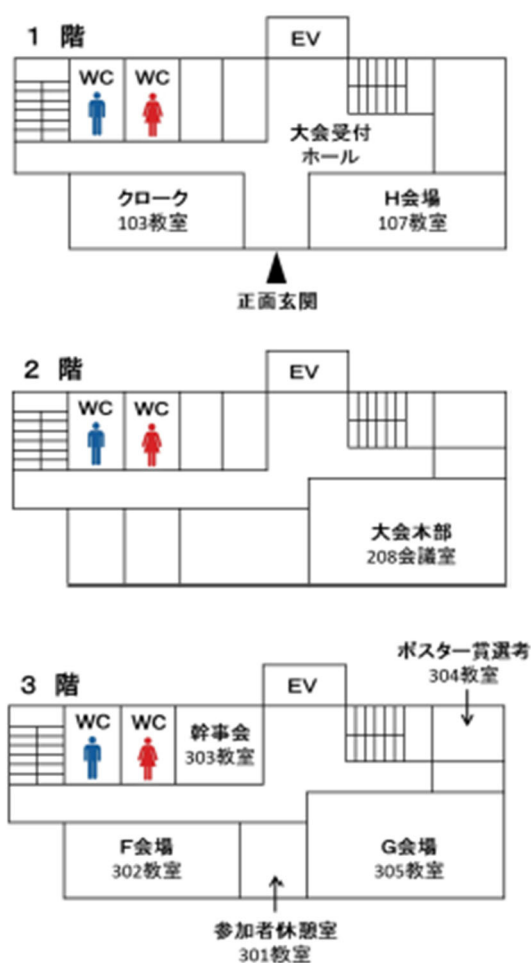 1 階
EV
WC
WC
大会受付
ホール
クローク
103教室
H会場
107教室
正面玄関
2 階
EV
WC
WC
大会本部
208会議室
ポスター賞選考
304教室
3 階
EV
WC
WC
幹事会
303教室
F会場
302教室
G会場
305教室
参加者休憩室
301教室